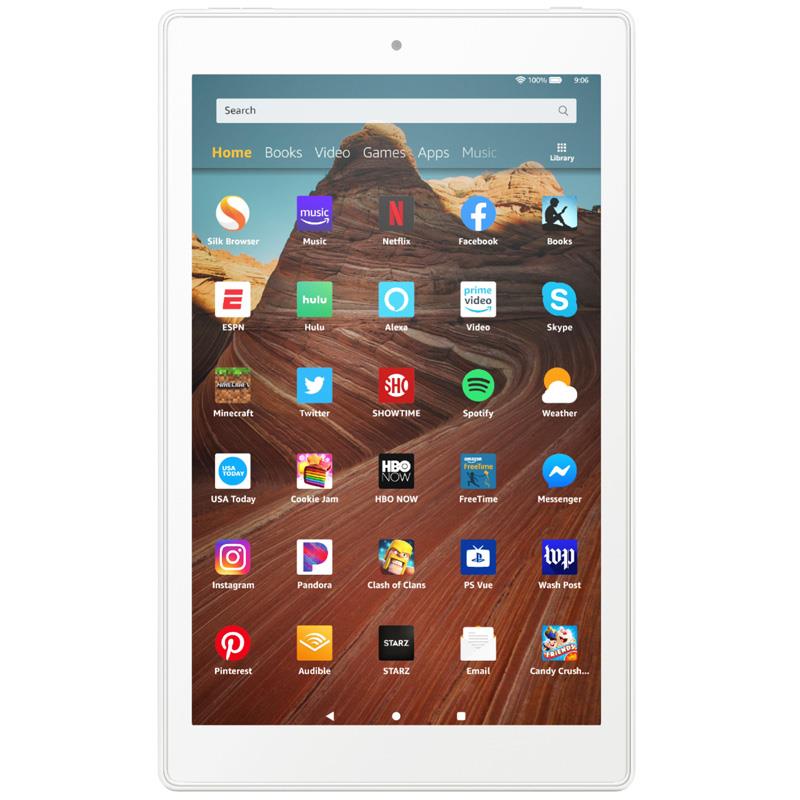 100% 9:06
Search
Home Books Video Games Apps Music Library
music
Silk Browser Music Netflix Facebook Books
hulu prime video
ESPN Hulu Alexa Video Skype
MINECRAFT SHO
Minecraft Twitter SHOWTIME Spotify Weather
USA TODAY HBO NOW amazon FreeTime
USA Today Cookie Jam HBO NOW FreeTime Messenger
wp
Instagram Pandora Clash of Clans PS Vue Wash Post
STARZ FRIENDS
Pinterest Audible STARZ Email Candy Crush...